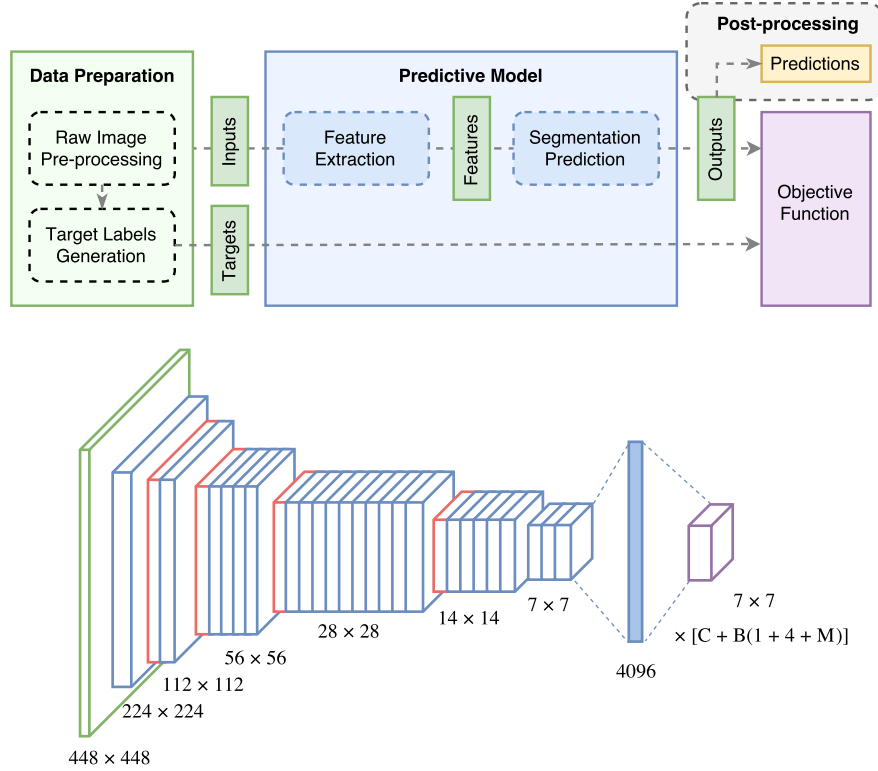 Post-processing
Predictions
Data Preparation
Raw Image
Pre-processing
Target Labels
Generation
Inputs
Targets
Predictive Model
Feature
Extraction
Features
Segmentation
Prediction
Outputs
Objective
Function
448 × 448
224 × 224
112 × 112
56 × 56
28 × 28
14 × 14
7 × 7
4096
7 × 7
× [C + B(1 + 4 + M)]